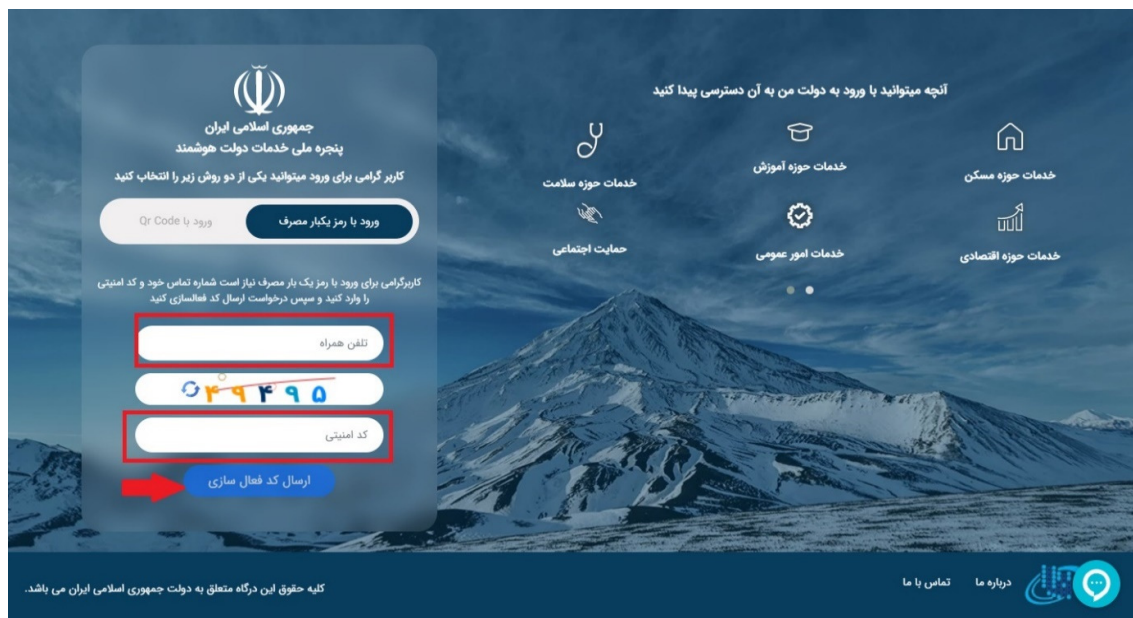 آنچه میتوانید با ورود به دولت من به آن دسترسی پیدا کنید
خدمات حوزه مسکن
خدمات حوزه آموزش
خدمات حوزه سلامت
خدمات حوزه اقتصادی
خدمات امور عمومی
حمایت اجتماعی
جمهوری اسلامی ایران
پنجره ملی خدمات دولت هوشمند
کاربر گرامی برای ورود میتوانید یکی از دو روش زیر را انتخاب کنید
ورود با رمز یکبار مصرف
ورود با Qr Code
کاربرگرامی برای ورود با رمز یک بار مصرف نیاز است شماره تماس خود و کد امنیتی
را وارد کنید و سپس درخواست ارسال کد فعالسازی کنید
تلفن همراه
۴۹۴۹۵
کد امنیتی
ارسال کد فعال سازی
درباره ما
تماس با ما
کلیه حقوق این درگاه متعلق به دولت جمهوری اسلامی ایران می باشد.